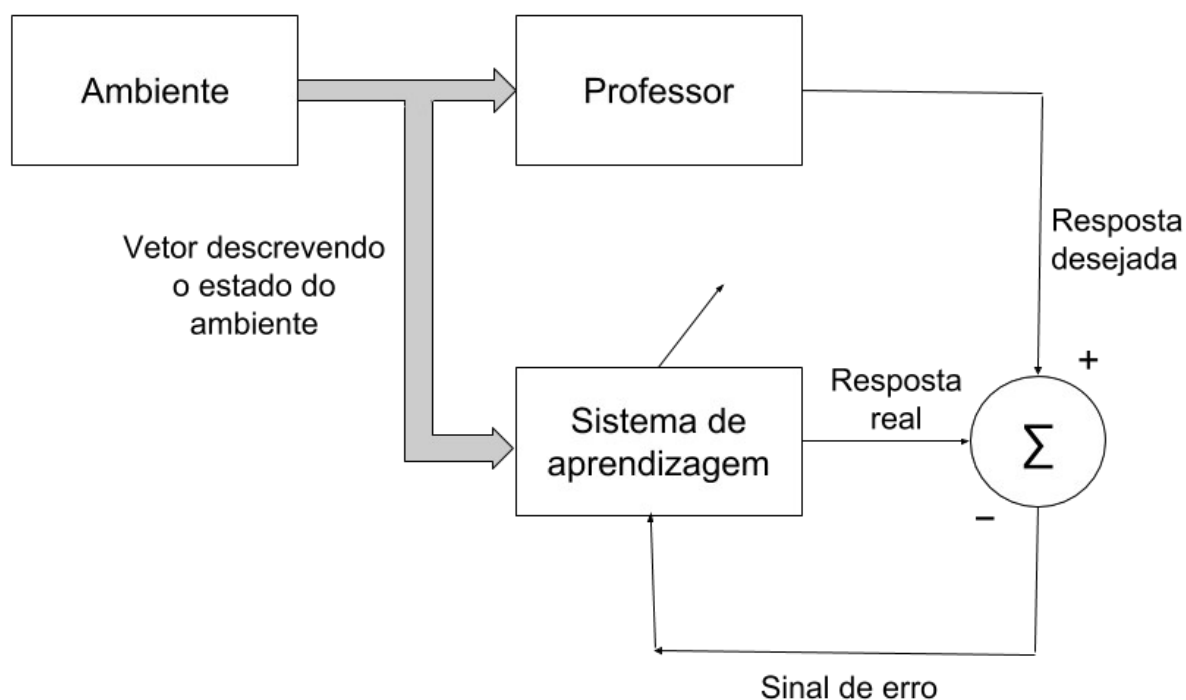 Ambiente
Professor
Vetor descrevendo
o estado do
ambiente
Resposta
desejada
Sistema de
aprendizagem
Resposta
real
+
Σ
−
Sinal de erro